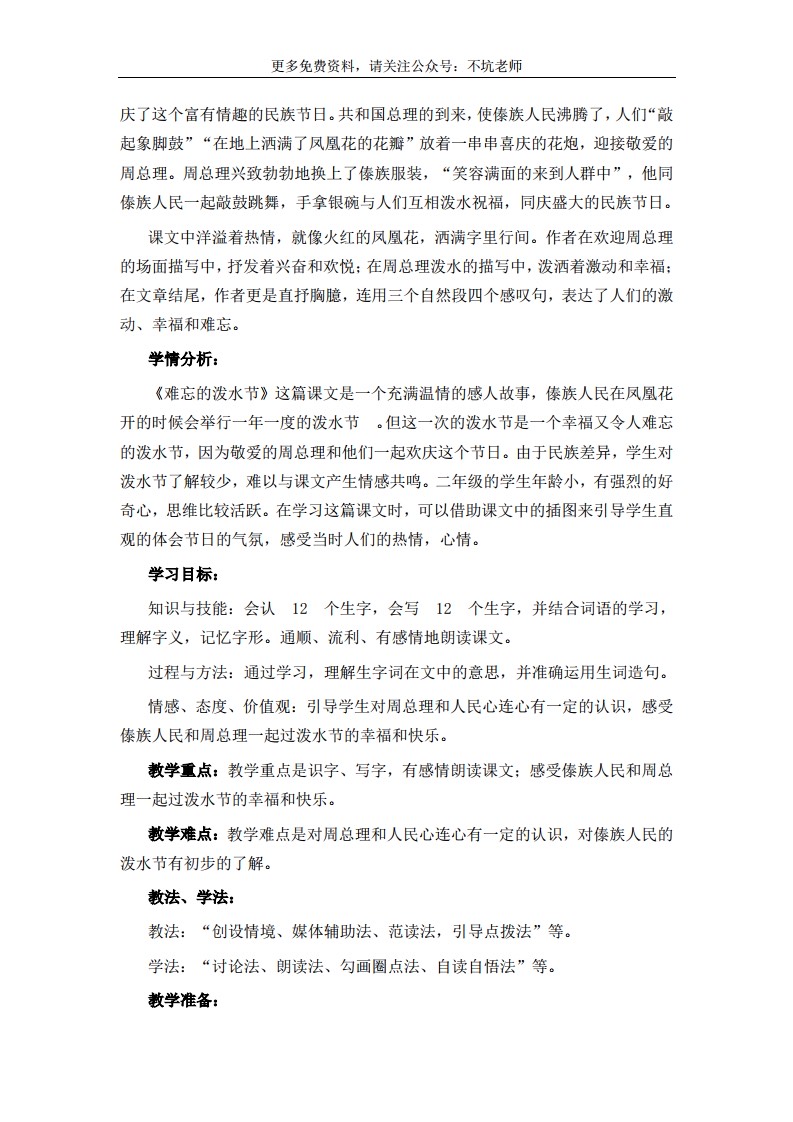 更多免费资料，请关注公众号：不坑老师
庆了这个富有情趣的民族节日。共和国总理的到来，使傣族人民沸腾了，人们“敲
起象脚鼓”“在地上洒满了凤凰花的花瓣”放着一串串喜庆的花炮，迎接敬爱的
周总理。周总理兴致勃勃地换上了傣族服装，“笑容满面的来到人群中”，他同
傣族人民一起敲鼓跳舞，手拿银碗与人们互相泼水祝福，同庆盛大的民族节日。
课文中洋溢着热情，就像火红的凤凰花，洒满字里行间。作者在欢迎周总理
的场面描写中，抒发着兴奋和欢悦；在周总理泼水的描写中，泼洒着激动和幸福；
在文章结尾，作者更是直抒胸臆，连用三个自然段四个感叹句，表达了人们的激
动、幸福和难忘。
学情分析：
《难忘的泼水节》这篇课文是一个充满温情的感人故事，傣族人民在凤凰花
开的时候会举行一年一度的泼水节 。但这一次的泼水节是一个幸福又令人难忘
的泼水节，因为敬爱的周总理和他们一起欢庆这个节日。由于民族差异，学生对
泼水节了解较少，难以与课文产生情感共鸣。二年级的学生年龄小，有强烈的好
奇心，思维比较活跃。在学习这篇课文时，可以借助课文中的插图来引导学生直
观的体会节日的气氛，感受当时人们的热情，心情。
学习目标：
知识与技能：会认 12 个生字，会写 12 个生字，并结合词语的学习，
理解字义，记忆字形。通顺、流利、有感情地朗读课文。
过程与方法：通过学习，理解生字词在文中的意思，并准确运用生词造句。
情感、态度、价值观：引导学生对周总理和人民心连心有一定的认识，感受
傣族人民和周总理一起过泼水节的幸福和快乐。
教学重点：教学重点是识字、写字，有感情朗读课文；感受傣族人民和周总
理一起过泼水节的幸福和快乐。
教学难点：教学难点是对周总理和人民心连心有一定的认识，对傣族人民的
泼水节有初步的了解。
教法、学法：
教法：“创设情境、媒体辅助法、范读法，引导点拨法”等。
学法：“讨论法、朗读法、勾画圈点法、自读自悟法”等。
教学准备：